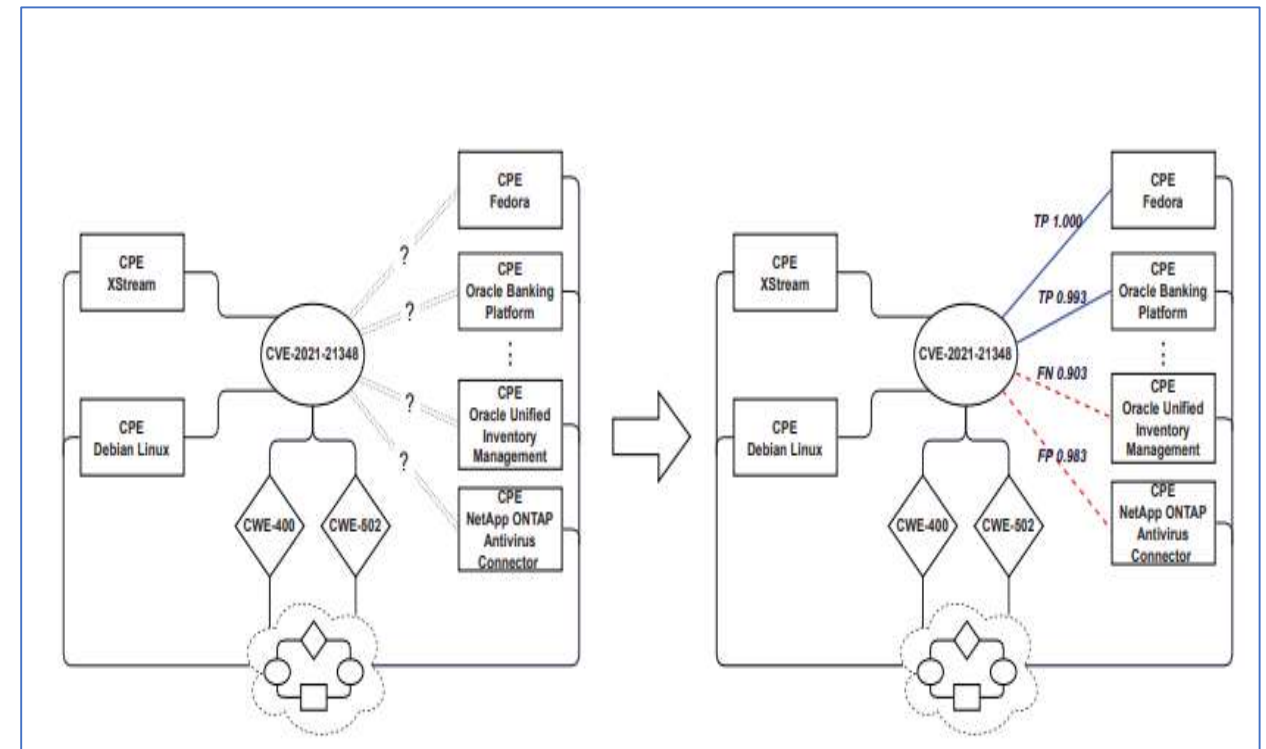 CPE
Fedora
?
CPE
XStream
CPE
Oracle Banking
Platform
?
CVE-2021-21348
⋮
?
CPE
Oracle Unified
Inventory
Management
CPE
Debian Linux
?
CPE
NetApp ONTAP
Antivirus
Connector
CWE-400
CWE-502
CPE
Fedora
TP 1.000
CPE
XStream
CPE
Oracle Banking
Platform
TP 0.993
CVE-2021-21348
⋮
FN 0.903
CPE
Oracle Unified
Inventory
Management
CPE
Debian Linux
FP 0.983
CPE
NetApp ONTAP
Antivirus
Connector
CWE-400
CWE-502